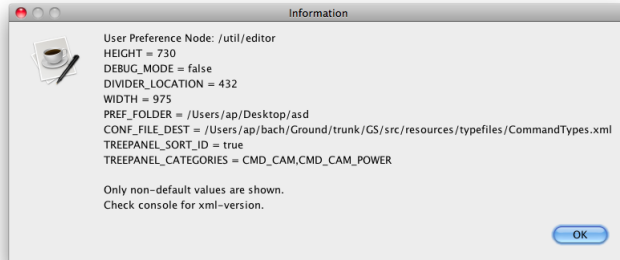 Information
User Preference Node: /util/editor
HEIGHT = 730
DEBUG_MODE = false
DIVIDER_LOCATION = 432
WIDTH = 975
PREF_FOLDER = /Users/ap/Desktop/asd
CONF_FILE_DEST = /Users/ap/bach/Ground/trunk/GS/src/resources/typefiles/CommandTypes.xml
TREEPANEL_SORT_ID = true
TREEPANEL_CATEGORIES = CMD_CAM,CMD_CAM_POWER
Only non-default values are shown.
Check console for xml-version.
OK